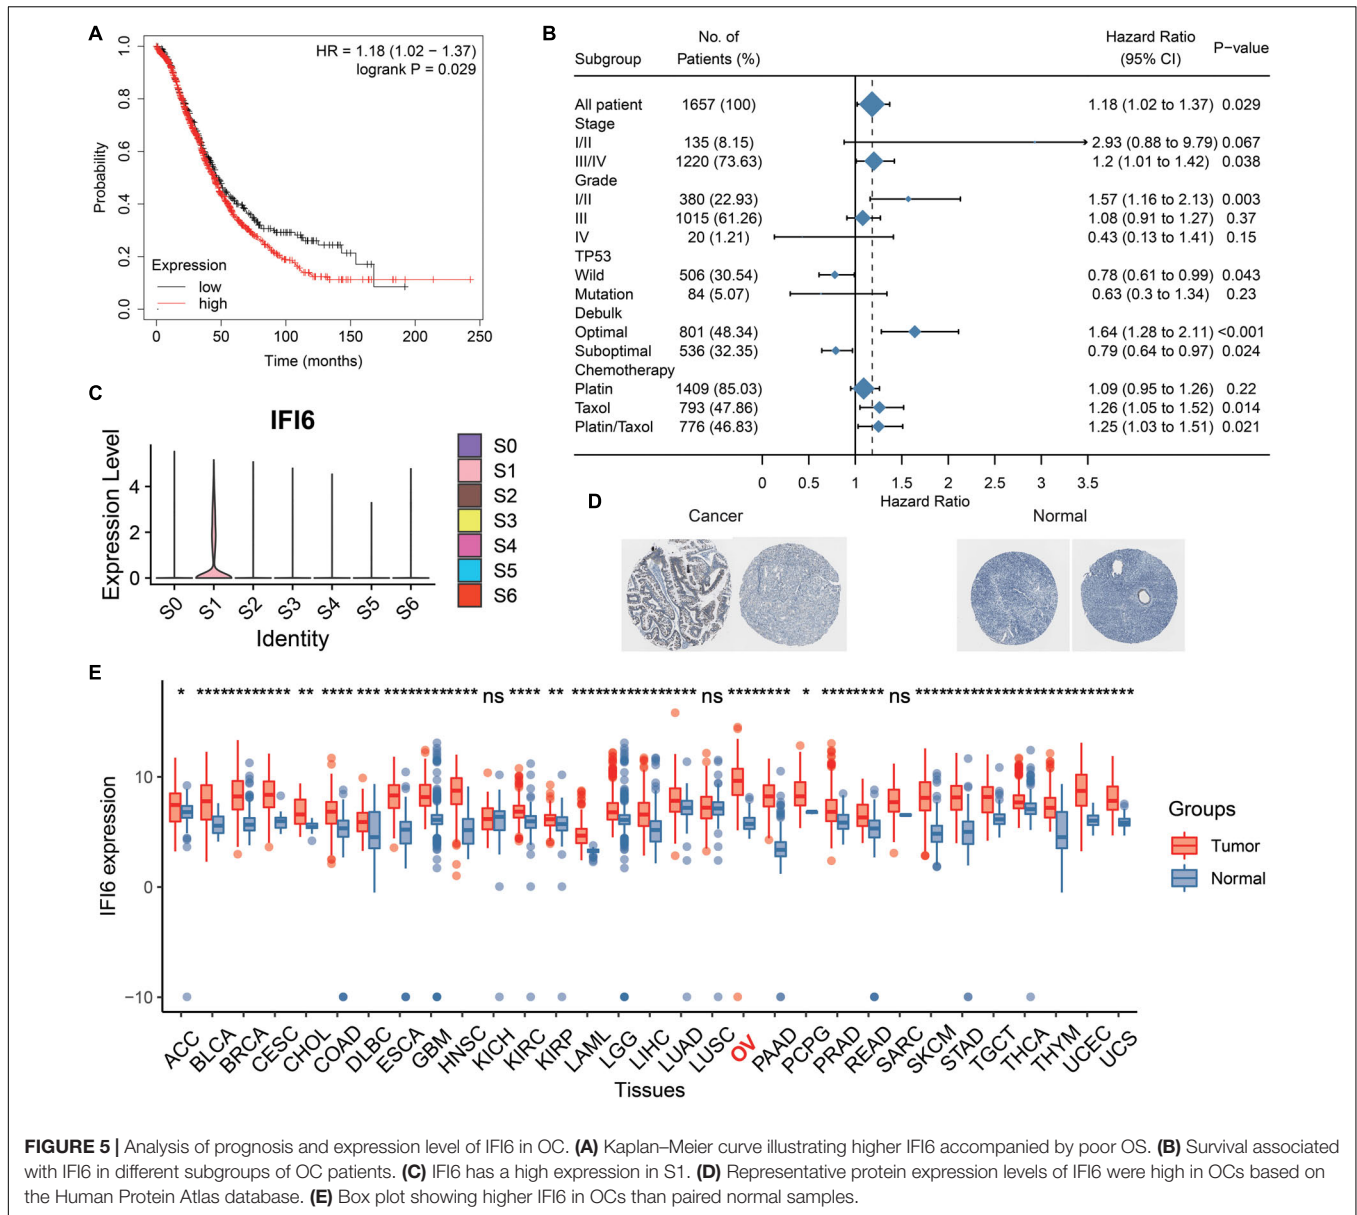 A
HR = 1.18 (1.02 − 1.37)
logrank P = 0.029
Probability
1.0
0.8
0.6
0.4
0.2
0.0
Expression
low
high
0 50 100 150 200 250
Time (months)
B
Subgroup No. of Patients (%) Hazard Ratio (95% CI) P−value
All patient 1657 (100) 1.18 (1.02 to 1.37) 0.029
Stage
I/II 135 (8.15) 2.93 (0.88 to 9.79) 0.067
III/IV 1220 (73.63) 1.2 (1.01 to 1.42) 0.038
Grade
I/II 380 (22.93) 1.57 (1.16 to 2.13) 0.003
III 1015 (61.26) 1.08 (0.91 to 1.27) 0.37
IV 20 (1.21) 0.43 (0.13 to 1.41) 0.15
TP53
Wild 506 (30.54) 0.78 (0.61 to 0.99) 0.043
Mutation 84 (5.07) 0.63 (0.3 to 1.34) 0.23
Debulk
Optimal 801 (48.34) 1.64 (1.28 to 2.11) <0.001
Suboptimal 536 (32.35) 0.79 (0.64 to 0.97) 0.024
Chemotherapy
Platin 1409 (85.03) 1.09 (0.95 to 1.26) 0.22
Taxol 793 (47.86) 1.26 (1.05 to 1.52) 0.014
Platin/Taxol 776 (46.83) 1.25 (1.03 to 1.51) 0.021
0 0.5 1 1.5 2 2.5 3 3.5
Hazard Ratio
C
IFI6
Expression Level
4
2
0
S0 S1 S2 S3 S4 S5 S6
Identity
S0
S1
S2
S3
S4
S5
S6
D
Cancer
Normal
E
* **** **** **** ** **** *** **** **** **** ns **** ** **** **** **** **** ns **** **** * **** **** ns **** **** **** **** **** **** ****
IFI6 expression
10
0
−10
ACC BLCA BRCA CESC CHOL COAD DLBC ESCA GBM HNSC KICH KIRC KIRP LAML LGG LIHC LUAD LUSC OV PAAD PCPG PRAD READ SARC SKCM STAD TGCT THCA THYM UCEC UCS
Tissues
Groups
Tumor
Normal
FIGURE 5 | Analysis of prognosis and expression level of IFI6 in OC. (A) Kaplan–Meier curve illustrating higher IFI6 accompanied by poor OS. (B) Survival associated
with IFI6 in different subgroups of OC patients. (C) IFI6 has a high expression in S1. (D) Representative protein expression levels of IFI6 were high in OCs based on
the Human Protein Atlas database. (E) Box plot showing higher IFI6 in OCs than paired normal samples.